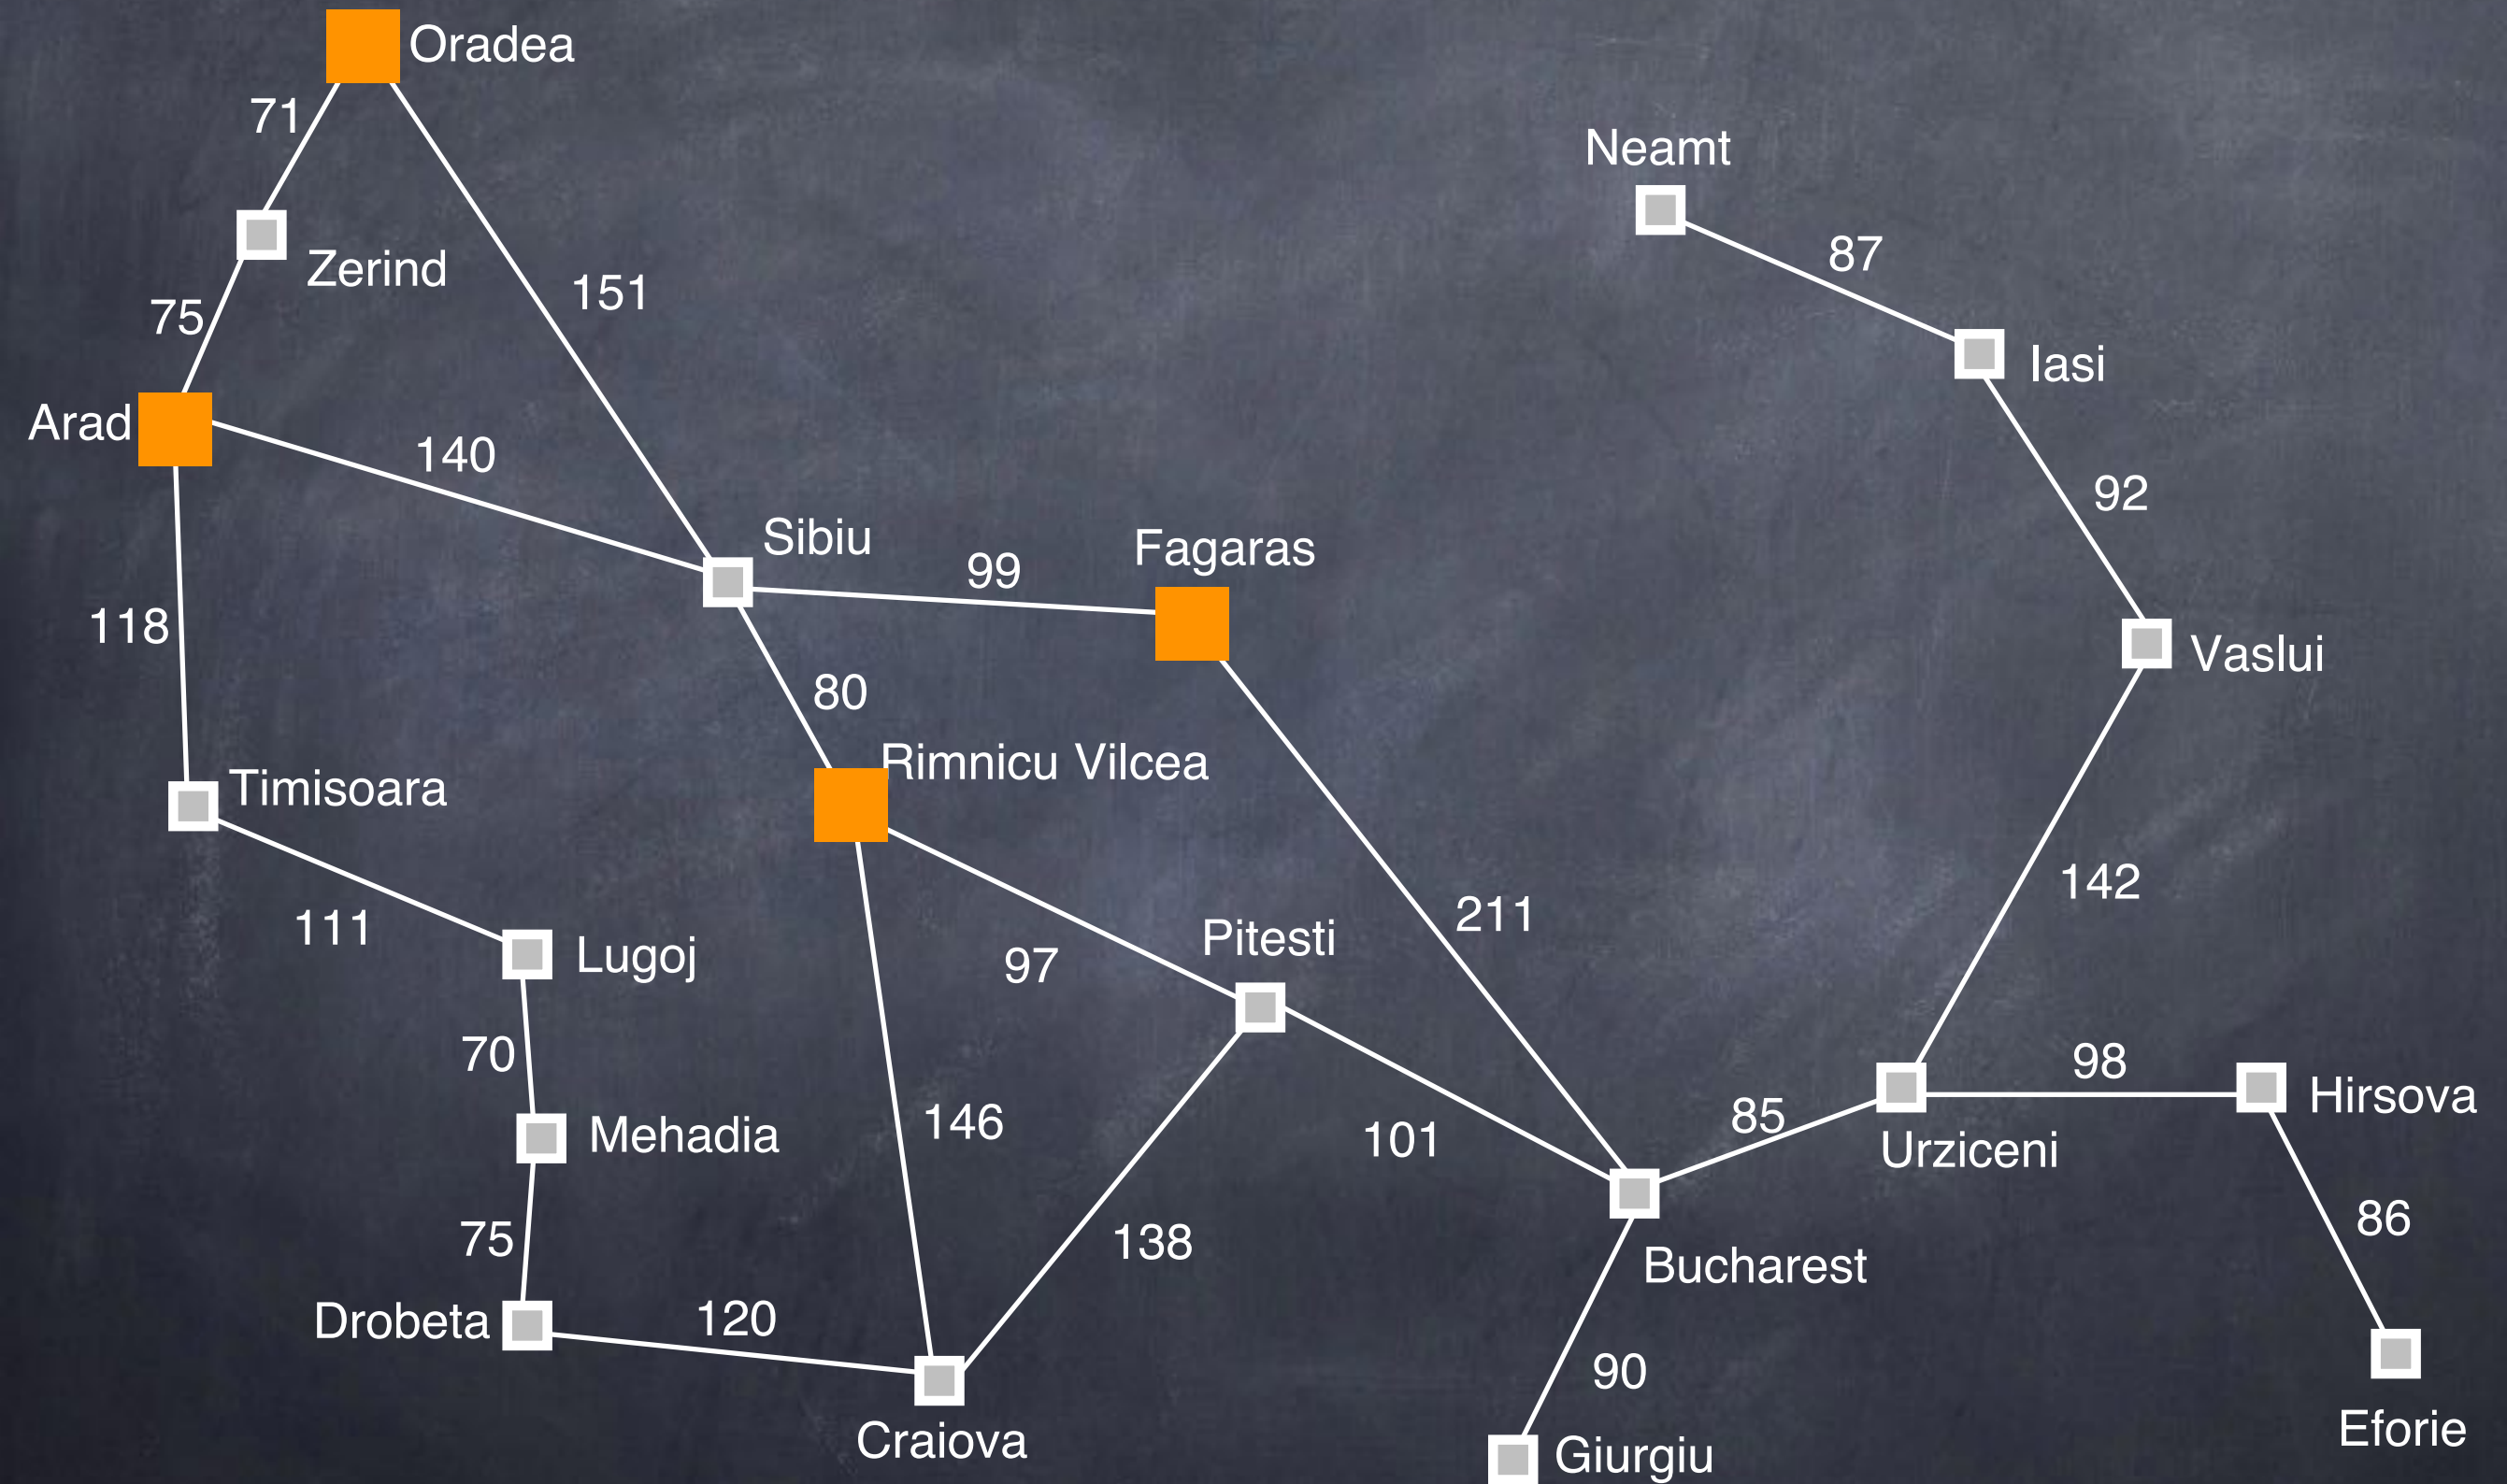 Oradea
71
Neamt
87
Zerind
151
75
Iasi
Arad
140
92
Sibiu
99
Fagaras
118
Vaslui
80
Rimnicu Vilcea
Timisoara
142
211
111
Pitesti
Lugoj
97
70
98
Hirsova
146
85
Mehadia
101
Urziceni
86
75
138
Bucharest
Drobeta
120
90
Eforie
Craiova
Giurgiu